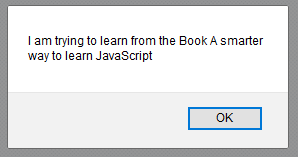 I am trying to learn from the Book A smarter
way to learn JavaScript
OK